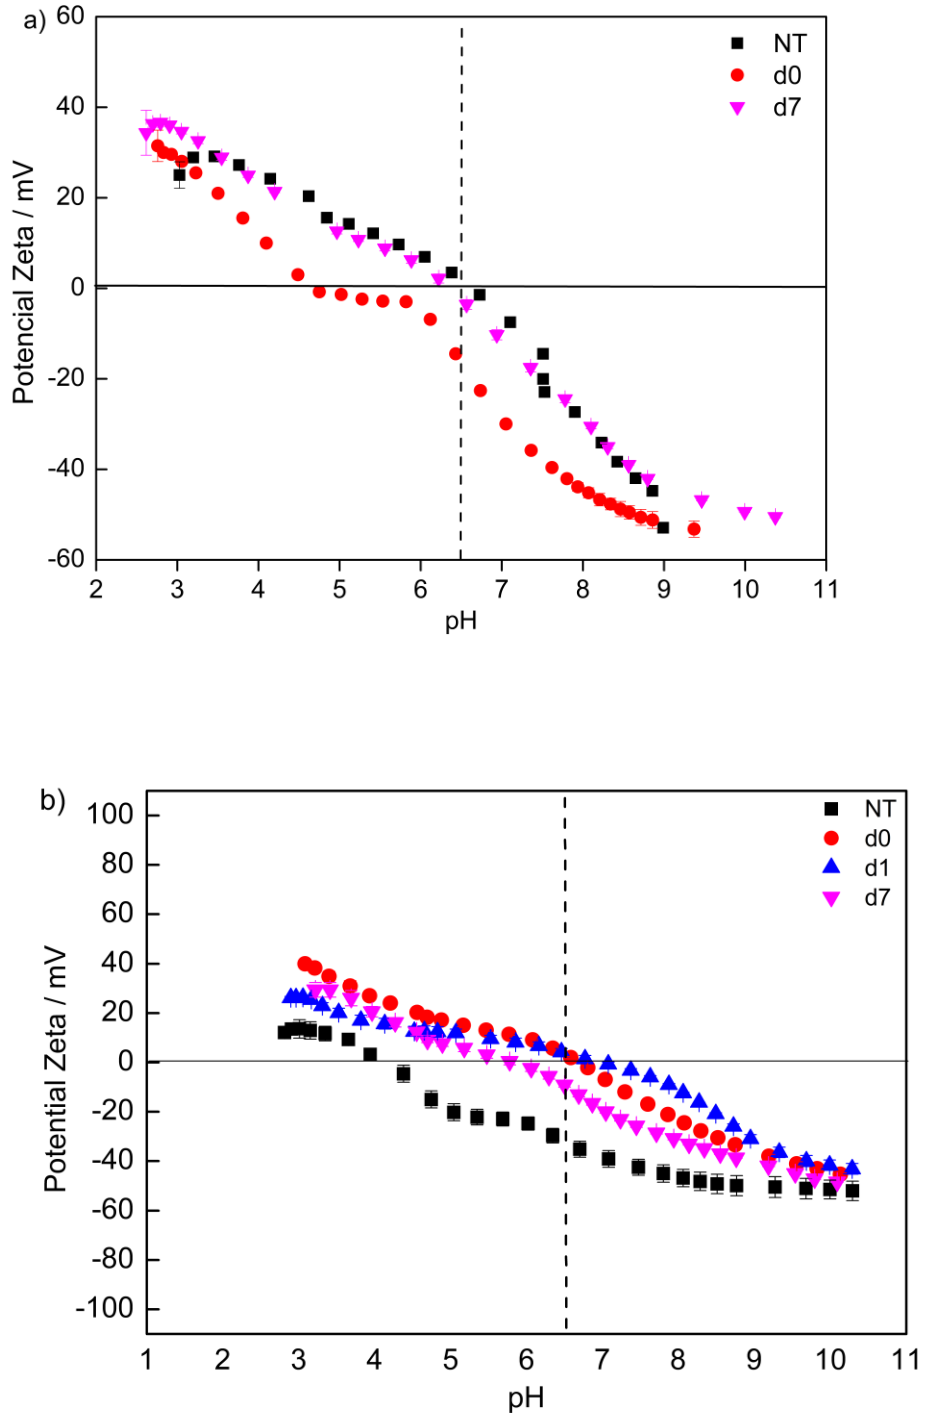 a)
60
40
20
0
-20
-40
-60
Potencial Zeta / mV
NT
d0
d7
2 3 4 5 6 7 8 9 10 11
pH
b)
100
80
60
40
20
0
-20
-40
-60
-80
-100
Potential Zeta / mV
NT
d0
d1
d7
1 2 3 4 5 6 7 8 9 10 11
pH